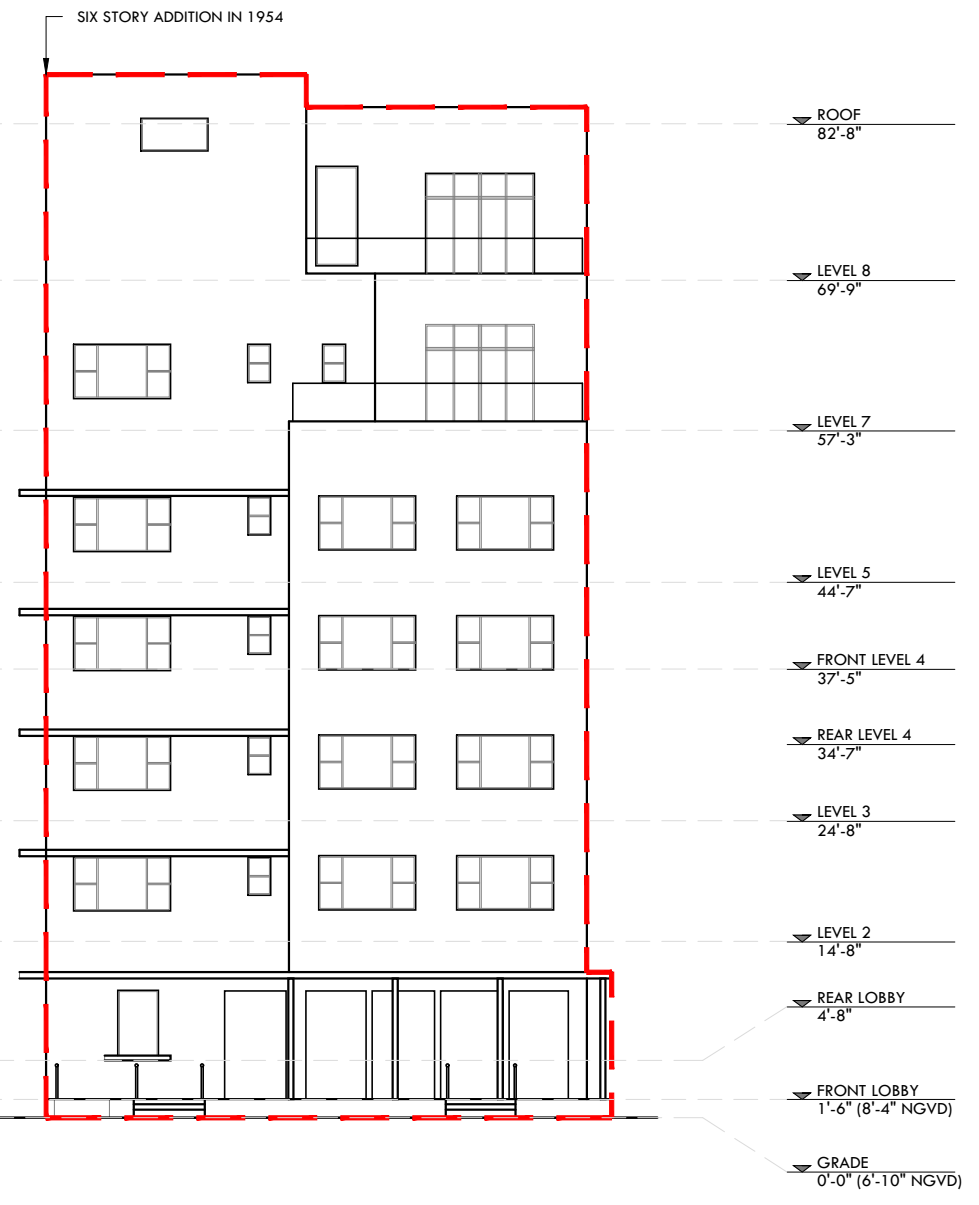 SIX STORY ADDITION IN 1954
ROOF
82'-8"
LEVEL 8
69'-9"
LEVEL 7
57'-3"
LEVEL 5
44'-7"
FRONT LEVEL 4
37'-5"
REAR LEVEL 4
34'-7"
LEVEL 3
24'-8"
LEVEL 2
14'-8"
REAR LOBBY
4'-8"
FRONT LOBBY
1'-6" (8'-4" NGVD)
GRADE
0'-0" (6'-10" NGVD)